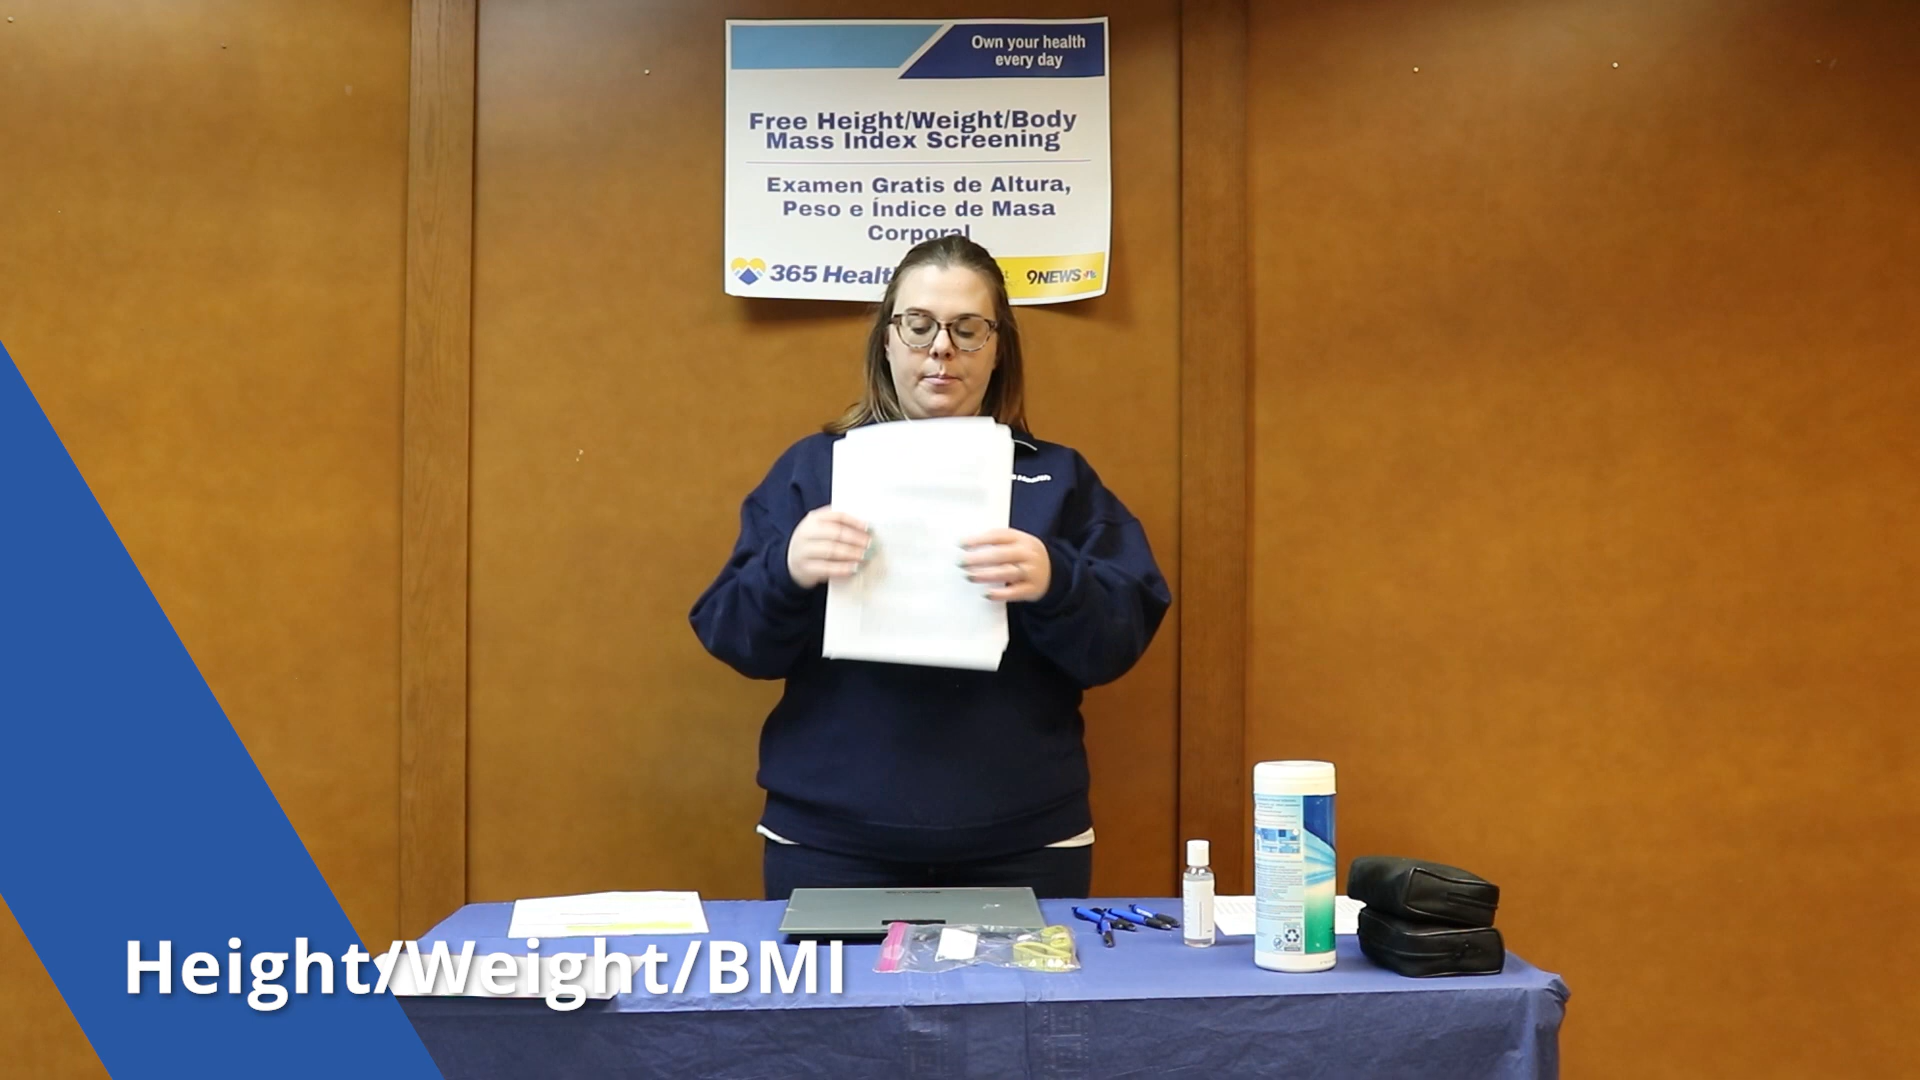 Own your health
every day
Free Height/Weight/Body
Mass Index Screening
Examen Gratis de Altura,
Peso e Índice de Masa
Corporal
365 Healt
9NEWS
Height/Weight/BMI